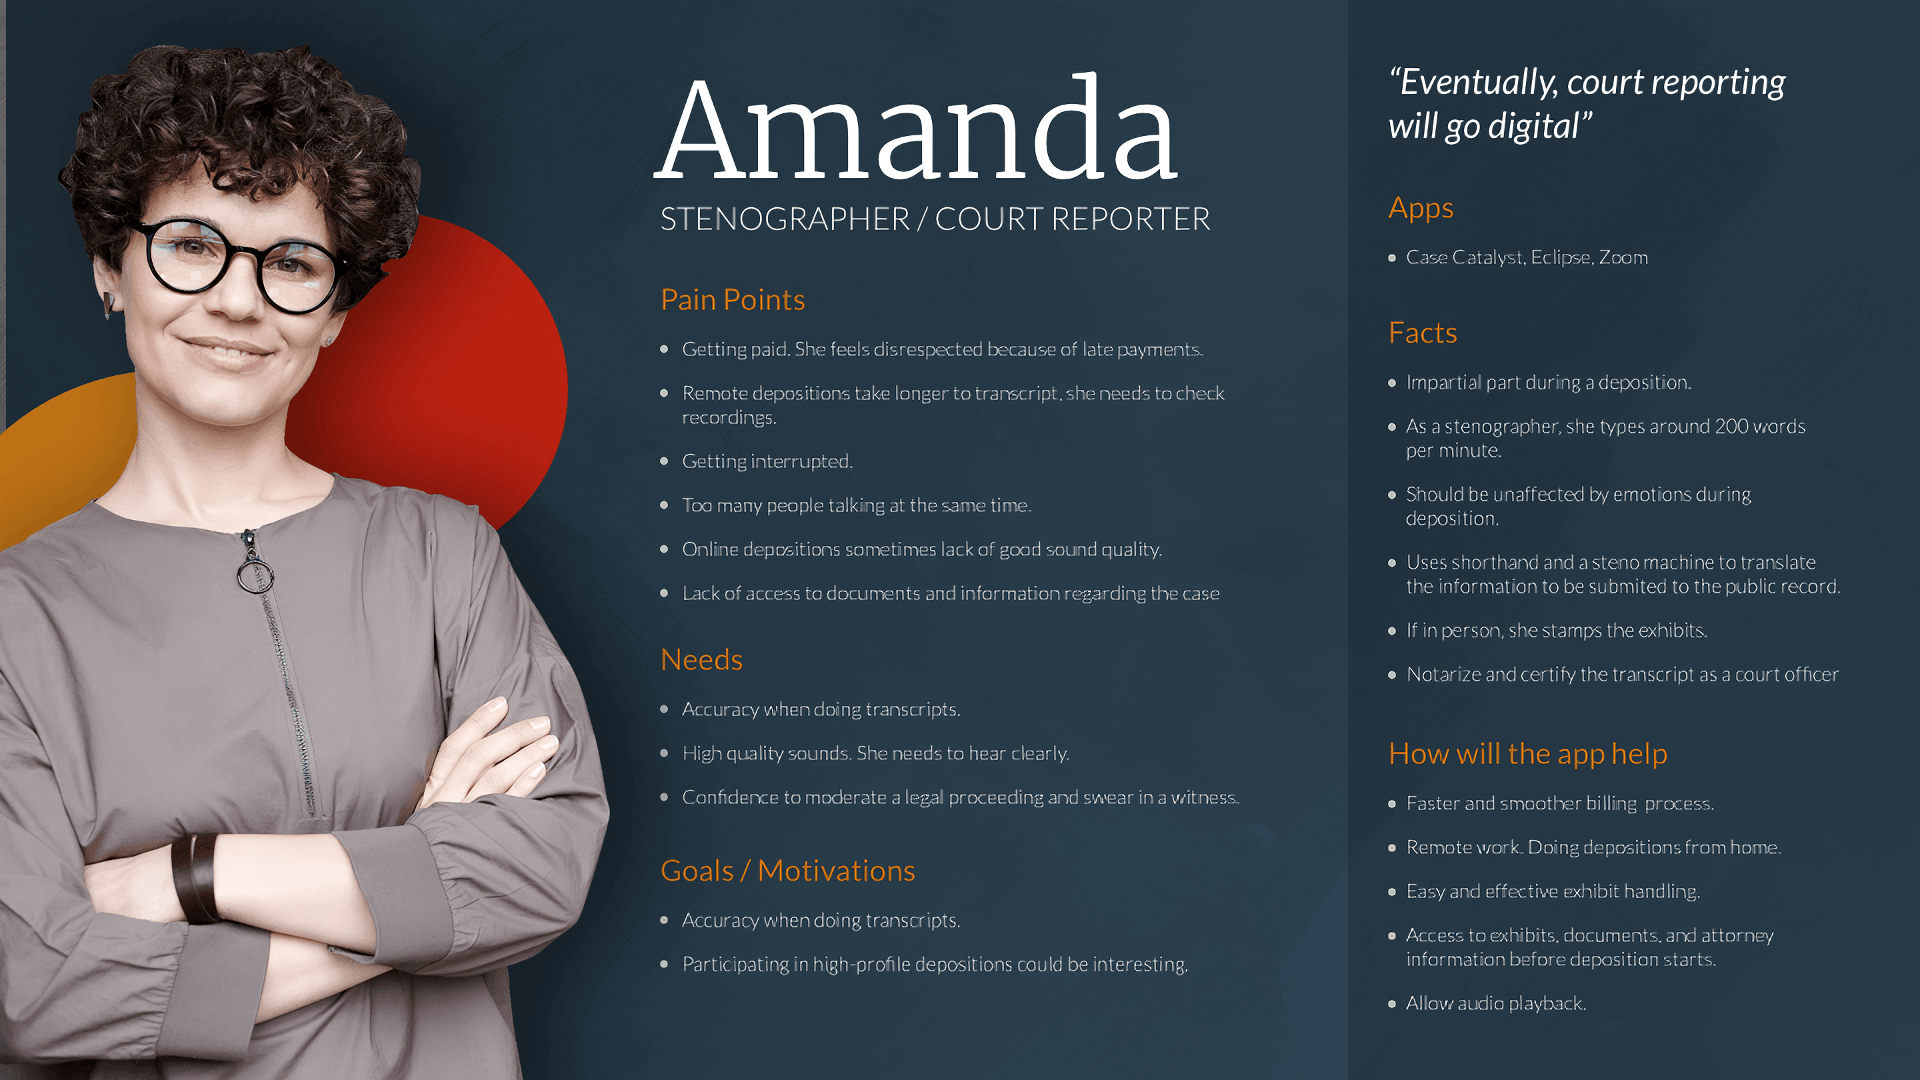 Amanda
STENOGRAPHER / COURT REPORTER
Pain Points
• Getting paid. She feels disrespected because of late payments.
• Remote depositions take longer to transcript, she needs to check
recordings.
• Getting interrupted.
• Too many people talking at the same time.
• Online depositions sometimes lack of good sound quality.
• Lack of access to documents and information regarding the case
Needs
• Accuracy when doing transcripts.
• High quality sounds. She needs to hear clearly.
• Confidence to moderate a legal proceeding and swear in a witness.
Goals / Motivations
• Accuracy when doing transcripts.
• Participating in high-profile depositions could be interesting.
“Eventually, court reporting
will go digital”
Apps
• Case Catalyst, Eclipse, Zoom
Facts
• Impartial part during a deposition.
• As a stenographer, she types around 200 words
per minute.
• Should be unaffected by emotions during
deposition.
• Uses shorthand and a steno machine to translate
the information to be submited to the public record.
• If in person, she stamps the exhibits.
• Notarize and certify the transcript as a court officer
How will the app help
• Faster and smoother billing process.
• Remote work. Doing depositions from home.
• Easy and effective exhibit handling.
• Access to exhibits, documents, and attorney
information before deposition starts.
• Allow audio playback.